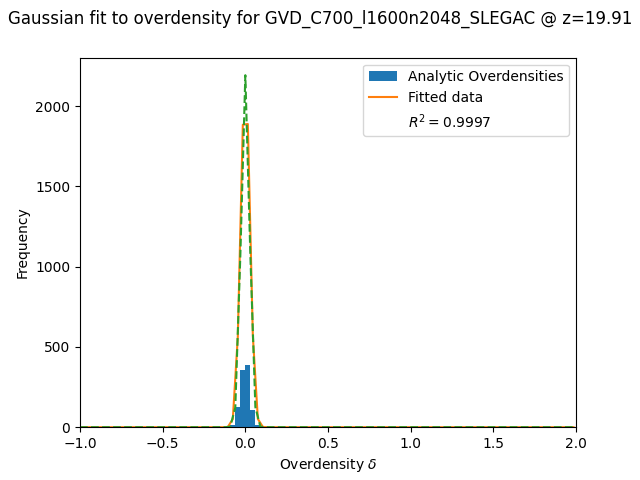 Gaussian fit to overdensity for GVD_C700_l1600n2048_SLEGAC @ z=19.91
Analytic Overdensities
Fitted data
R² = 0.9997
Frequency
2000
1500
1000
500
0
−1.0 −0.5 0.0 0.5 1.0 1.5 2.0
Overdensity δ